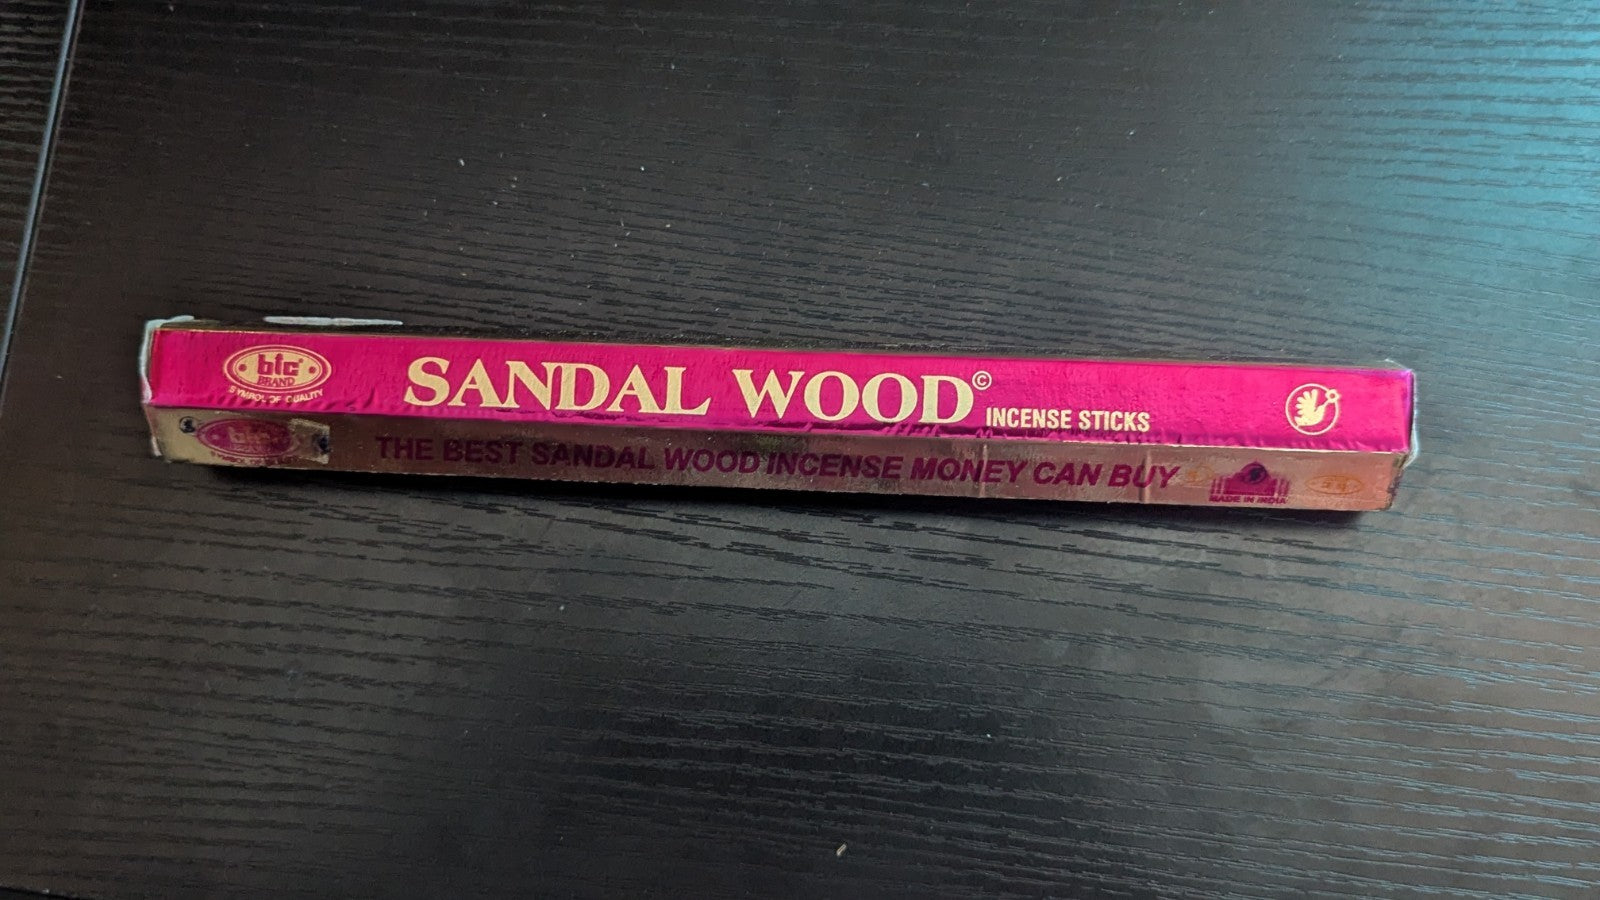 bic
BRAND
SYMBOL OF QUALITY
SANDAL WOOD©
INCENSE STICKS
THE BEST SANDAL WOOD INCENSE MONEY CAN BUY
MADE IN INDIA